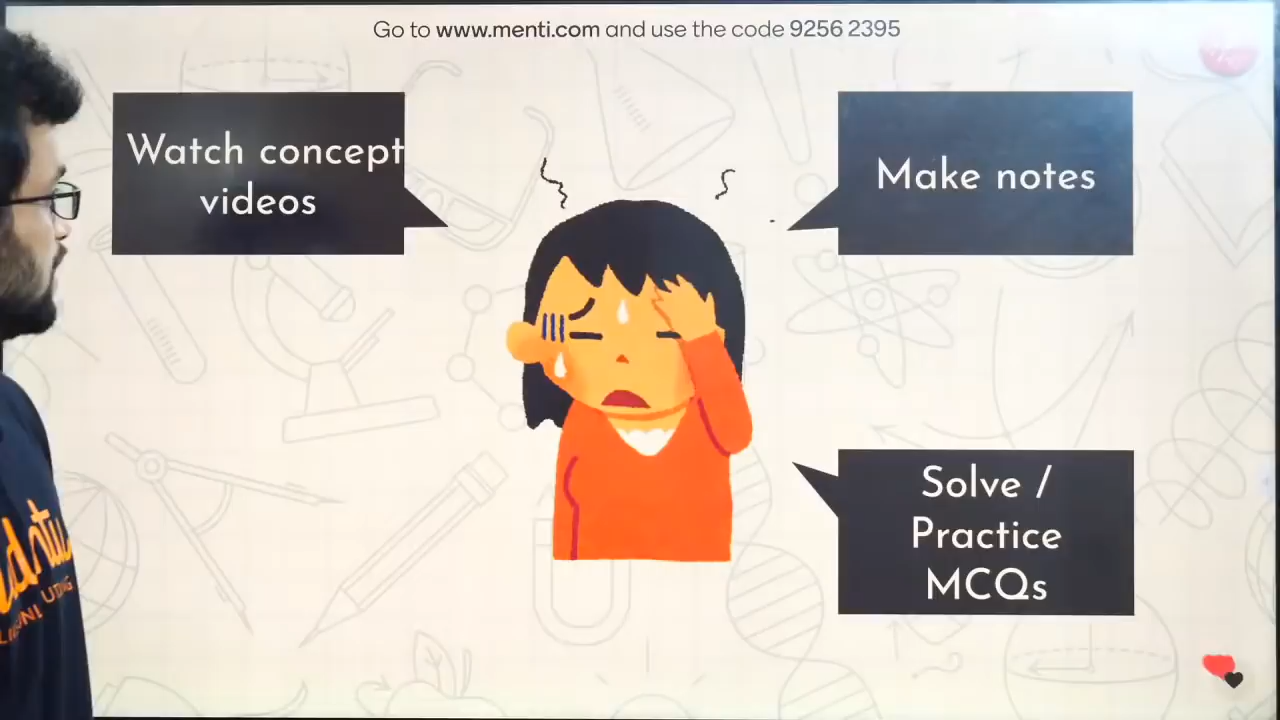 Go to www.menti.com and use the code 9256 2395
Watch concept
videos
Make notes
Solve /
Practice
MCQs